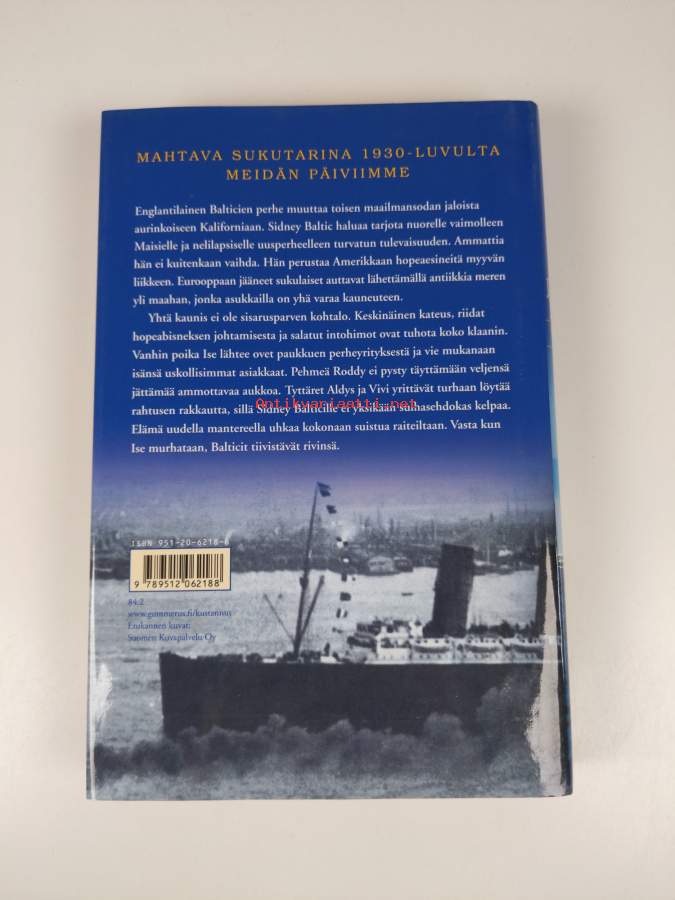 MAHTAVA SUKUTARINA 1930-LUVULTA
MEIDÄN PÄIVIIMME
Englantilainen Balticien perhe muuttaa toisen maailmansodan jaloista
aurinkoiseen Kaliforniaan. Sidney Baltic haluaa tarjota nuorelle vaimolleen
Maisielle ja nelilapsiselle uusperheelleen turvatun tulevaisuuden. Ammattia
hän ei kuitenkaan vaihda. Hän perustaa Amerikkaan hopeaesineitä myyvän
liikkeen. Eurooppaan jääneet sukulaiset auttavat lähettämällä antiikkia meren
yli maahan, jonka asukkailla on yhä varaa kauneuteen.
Yhtä kaunis ei ole sisarusparven kohtalo. Keskinäinen kateus, riidat
hopeabisneksen johtamisesta ja salatut intohimot ovat tuhota koko klaanin.
Vanhin poika Ise lähtee ovet paukkuen perheyrityksestä ja vie mukanaan
isänsä uskollisimmat asiakkaat. Pehmeä Roddy ei pysty täyttämään veljensä
jättämää ammottavaa aukkoa. Tyttäret Aldys ja Vivi yrittävät turhaan löytää
rahtusen rakkautta, sillä Sidney Balticille ei yksikään sulhasehdokas kelpaa.
Elämä uudella mantereella uhkaa kokonaan suistua raiteiltaan. Vasta kun
Ise murhataan, Balticit tiivistävät rivinsä.
Antikvariaatti.net
ISBN 951-20-6218-8
9 789512 062188
84.2
www.gummerus.fi/kustannus
Etukannen kuvat:
Suomen Kuvapalvelu Oy